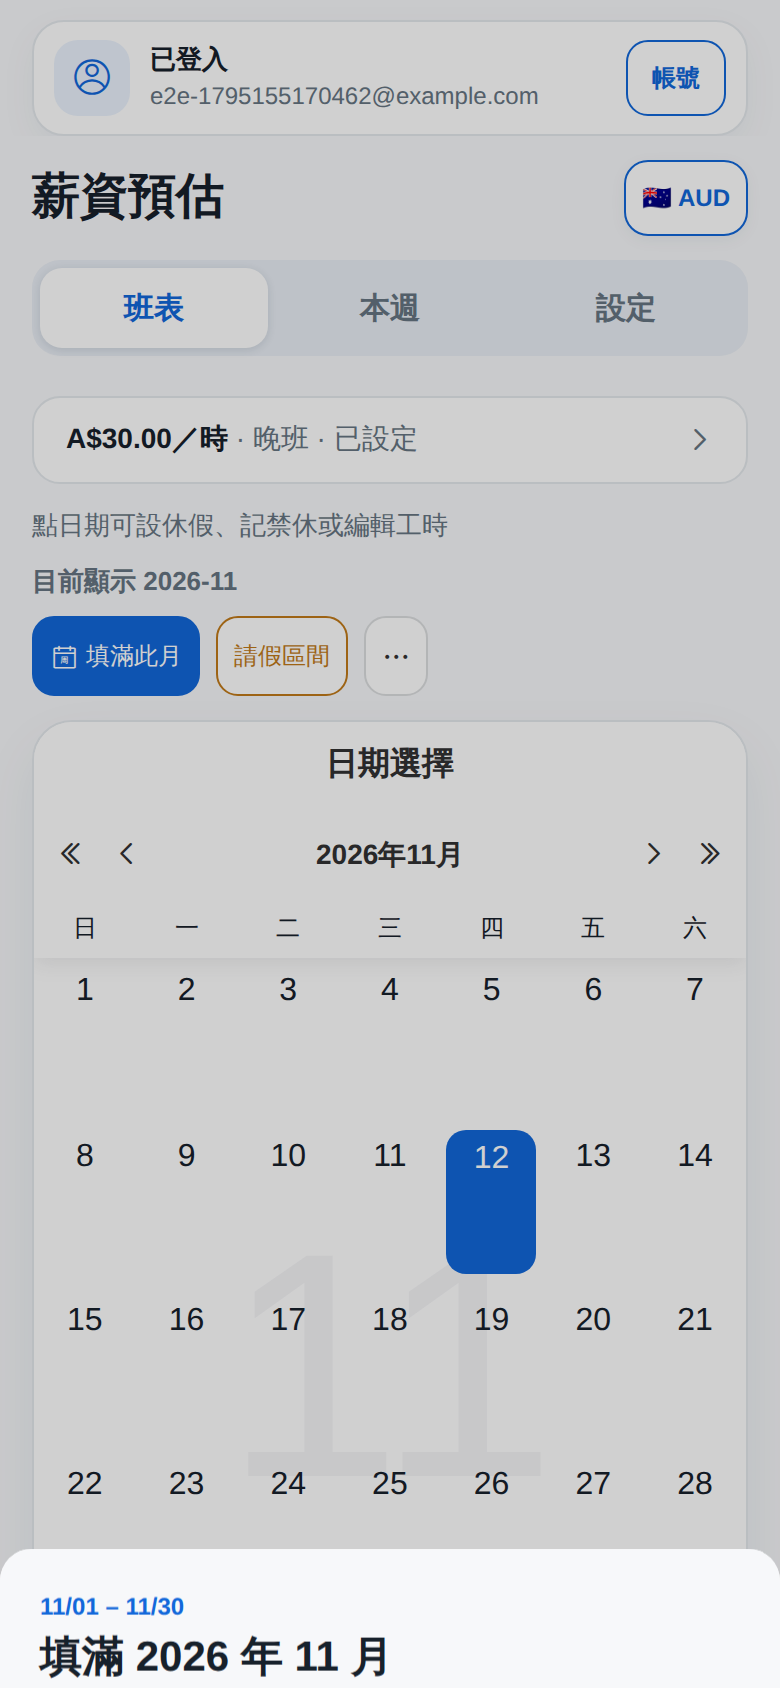 已登入
e2e-1795155170462@example.com
帳號
薪資預估
🇦🇺 AUD
班表 本週 設定
A$30.00／時 · 晚班 · 已設定
點日期可設休假、記禁休或編輯工時
目前顯示 2026-11
周 填滿此月 請假區間 ···
日期選擇
2026年11月
日 一 二 三 四 五 六
1 2 3 4 5 6 7
8 9 10 11 12 13 14
15 16 17 18 19 20 21
11
22 23 24 25 26 27 28
11/01 – 11/30
填滿 2026 年 11 月